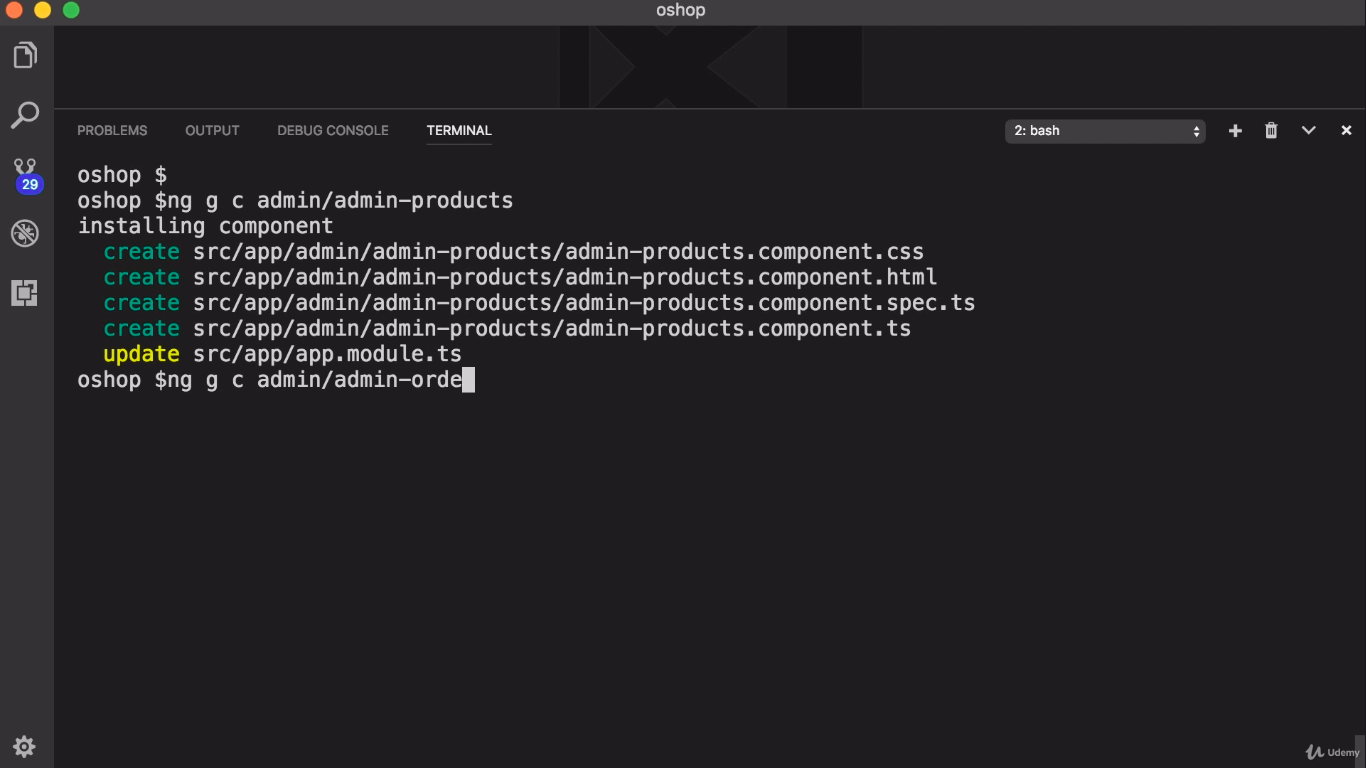 oshop
PROBLEMS OUTPUT DEBUG CONSOLE TERMINAL 2: bash
29
oshop $
oshop $ng g c admin/admin-products
installing component
create src/app/admin/admin-products/admin-products.component.css
create src/app/admin/admin-products/admin-products.component.html
create src/app/admin/admin-products/admin-products.component.spec.ts
create src/app/admin/admin-products/admin-products.component.ts
update src/app/app.module.ts
oshop $ng g c admin/admin-orde
Udemy